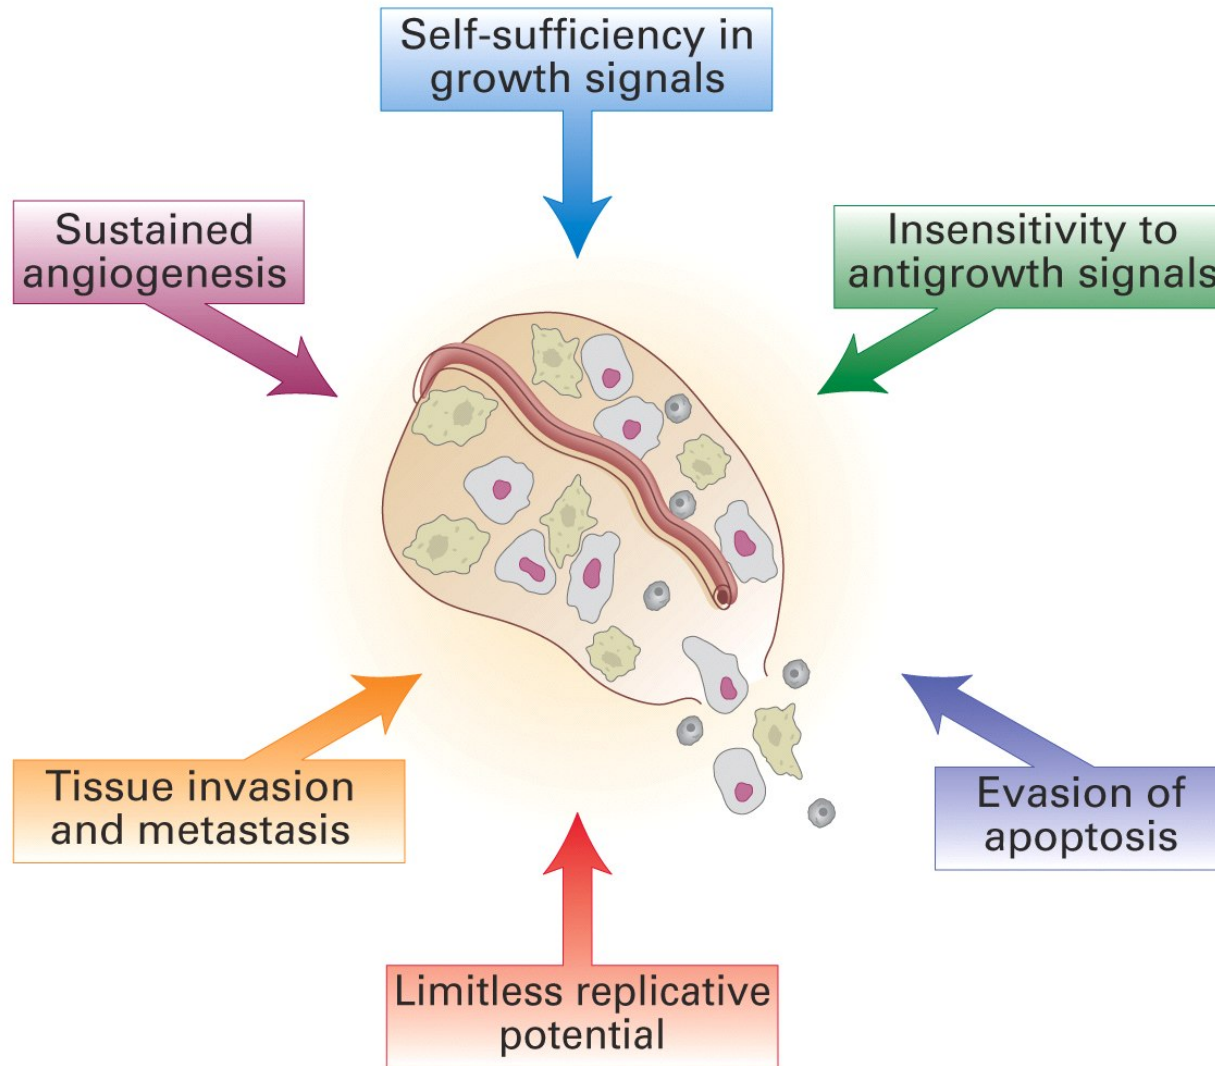 Self-sufficiency in
growth signals
Sustained
angiogenesis
Insensitivity to
antigrowth signals
Tissue invasion
and metastasis
Evasion of
apoptosis
Limitless replicative
potential